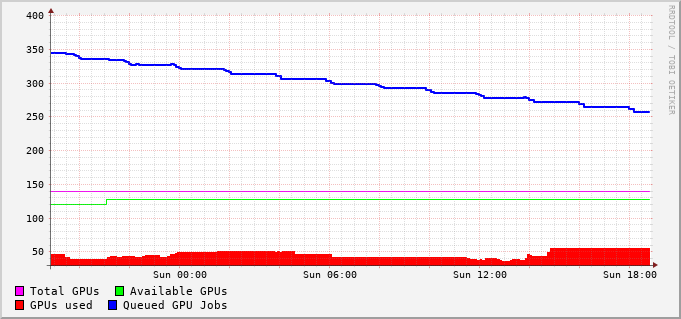 400
350
300
250
200
150
100
50
Sun 00:00 Sun 06:00 Sun 12:00 Sun 18:00
Total GPUs Available GPUs
GPUs used Queued GPU Jobs
RRDTOOL / TOBI OETIKER